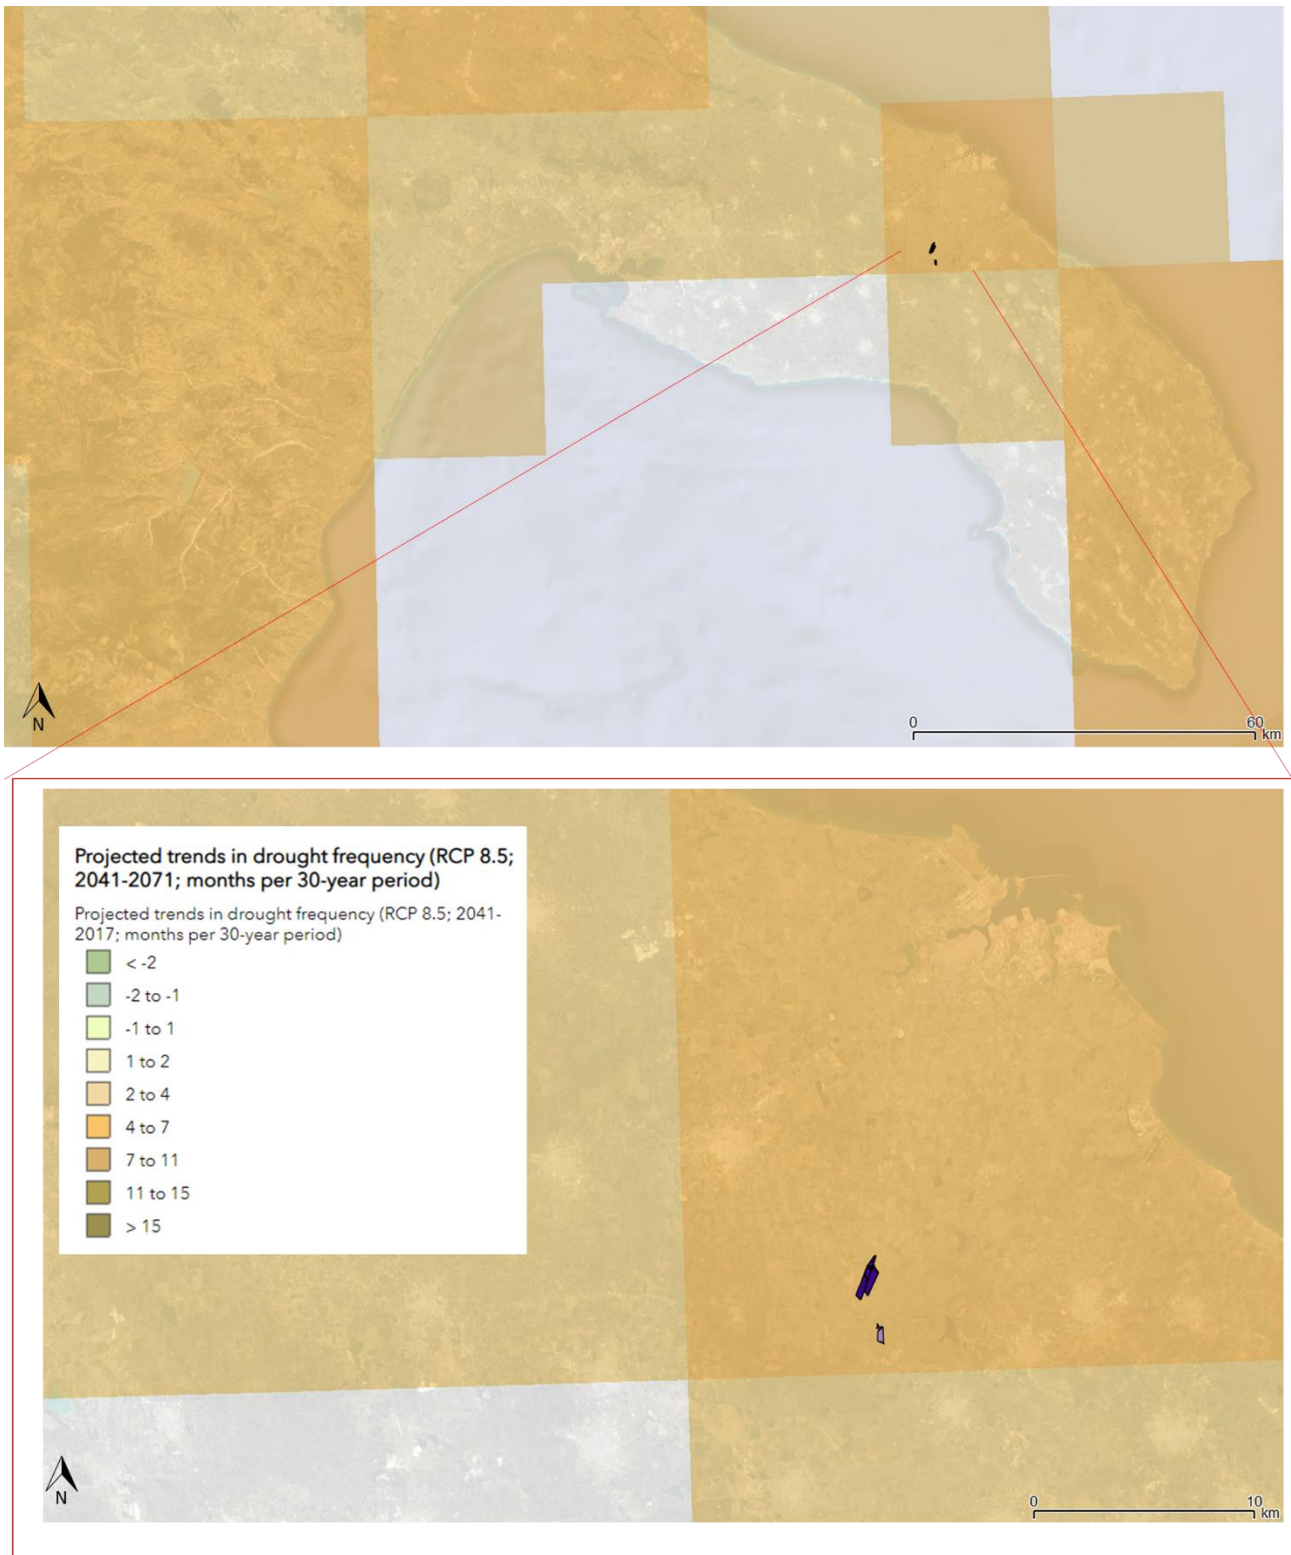 N
0 60
km
Projected trends in drought frequency (RCP 8.5;
2041-2071; months per 30-year period)
Projected trends in drought frequency (RCP 8.5; 2041-
2017; months per 30-year period)
< -2
-2 to -1
-1 to 1
1 to 2
2 to 4
4 to 7
7 to 11
11 to 15
> 15
N
0 10
km